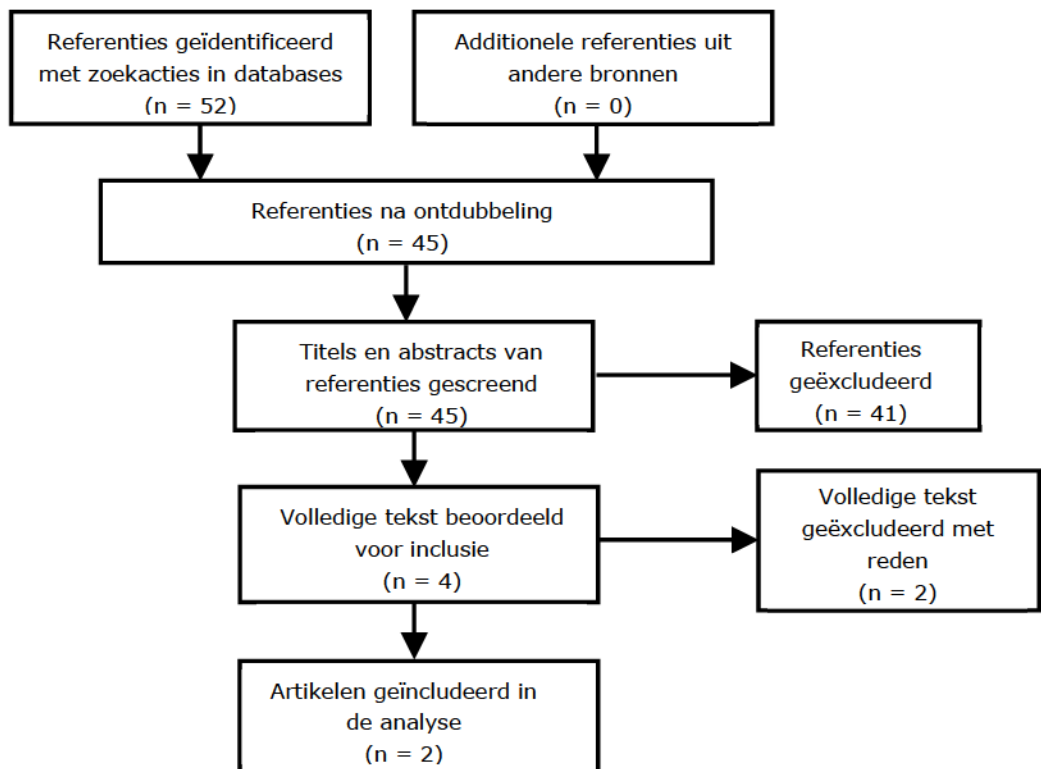 Referenties geïdentificeerd
met zoekacties in databases
(n = 52)
Additionele referenties uit
andere bronnen
(n = 0)
Referenties na ontdubbeling
(n = 45)
Titels en abstracts van
referenties gescreend
(n = 45)
Referenties
geëxcludeerd
(n = 41)
Volledige tekst beoordeeld
voor inclusie
(n = 4)
Volledige tekst
geëxcludeerd met
reden
(n = 2)
Artikelen geïncludeerd in
de analyse
(n = 2)